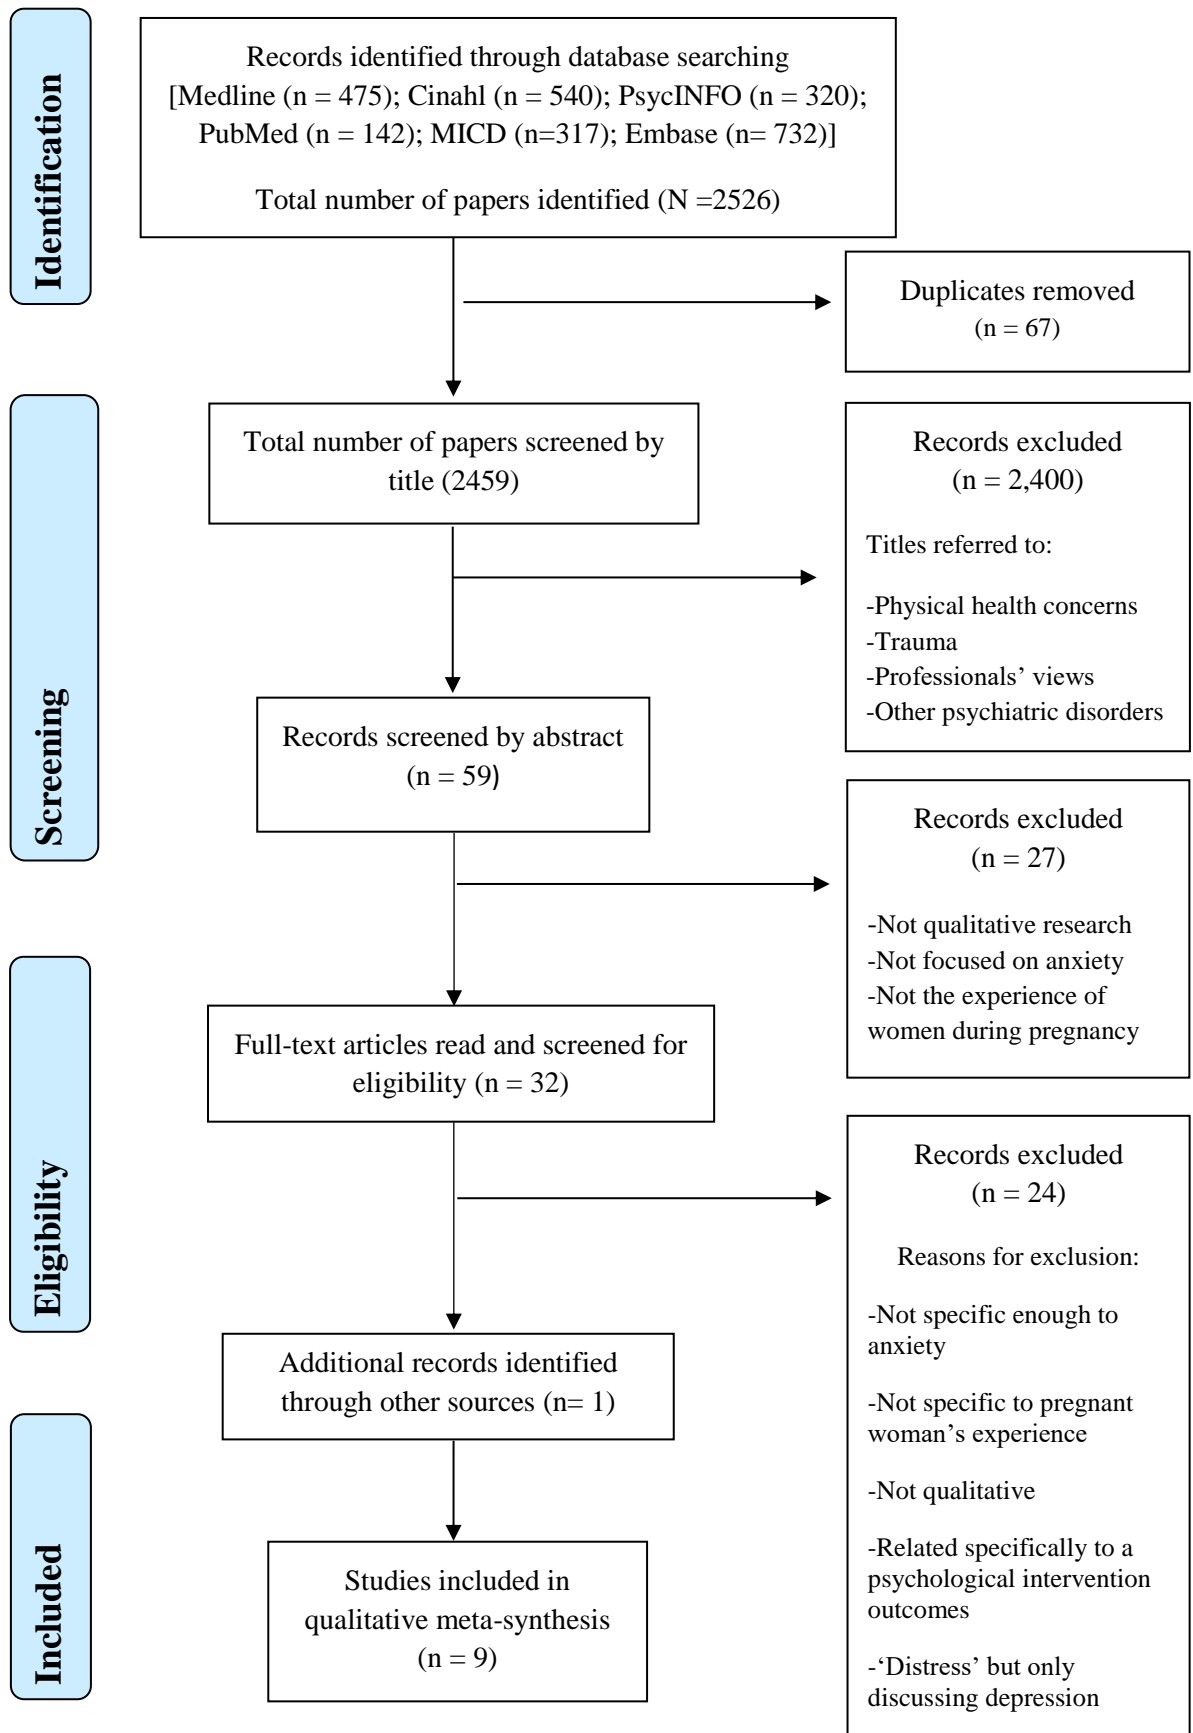 Identification
Records identified through database searching
[Medline (n = 475); Cinahl (n = 540); PsycINFO (n = 320);
PubMed (n = 142); MICD (n=317); Embase (n= 732)]
Total number of papers identified (N =2526)
Duplicates removed
(n = 67)
Screening
Total number of papers screened by
title (2459)
Records excluded
(n = 2,400)
Titles referred to:
-Physical health concerns
-Trauma
-Professionals’ views
-Other psychiatric disorders
Records screened by abstract
(n = 59)
Records excluded
(n = 27)
-Not qualitative research
-Not focused on anxiety
-Not the experience of
women during pregnancy
Eligibility
Full-text articles read and screened for
eligibility (n = 32)
Records excluded
(n = 24)
Reasons for exclusion:
-Not specific enough to
anxiety
-Not specific to pregnant
woman’s experience
-Not qualitative
-Related specifically to a
psychological intervention
outcomes
-‘Distress’ but only
discussing depression
Additional records identified
through other sources (n= 1)
Included
Studies included in
qualitative meta-synthesis
(n = 9)